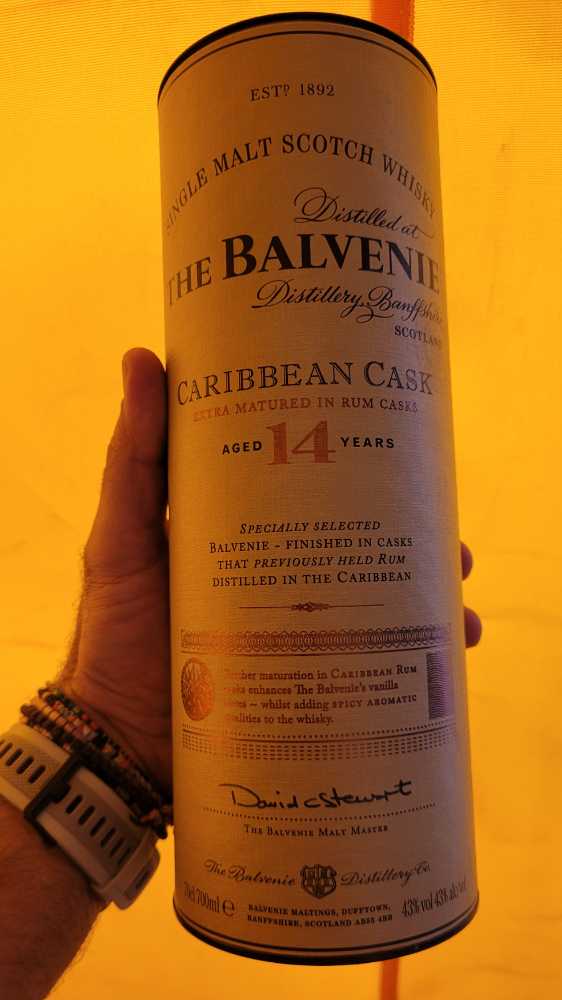 ESTD 1892
SINGLE MALT SCOTCH WHISKY
Distilled at
THE BALVENIE
Distillery, Banffshire
SCOTLAND
CARIBBEAN CASK
EXTRA MATURED IN RUM CASKS
AGED 14 YEARS
SPECIALLY SELECTED
BALVENIE - FINISHED IN CASKS
THAT PREVIOUSLY HELD RUM
DISTILLED IN THE CARIBBEAN
maturation in CARIBBEAN RUM
enhances The Balvenie's vanilla
– whilst adding SPICY AROMATIC
to the whisky.
David C Stewart
THE BALVENIE MALT MASTER
The Balvenie Distillery Co.
70cl 700ml e
BALVENIE MALTINGS, DUFFTOWN,
BANFFSHIRE, SCOTLAND AB55 4BB
43% vol 43% alc/vol